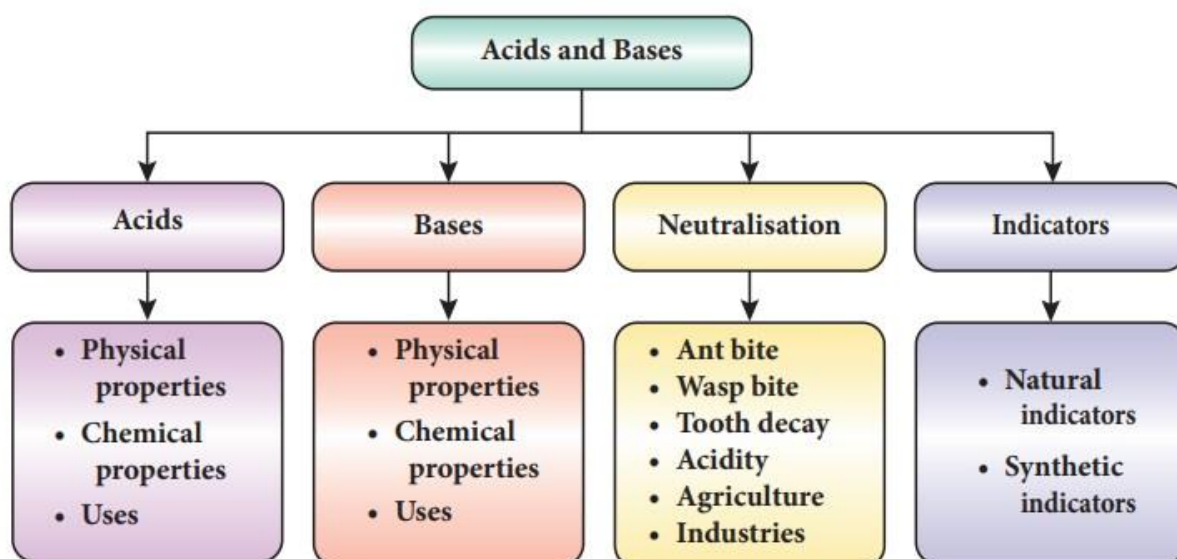 Acids and Bases
Acids
Bases
Neutralisation
Indicators
• Physical
properties
• Chemical
properties
• Uses
• Physical
properties
• Chemical
properties
• Uses
• Ant bite
• Wasp bite
• Tooth decay
• Acidity
• Agriculture
• Industries
• Natural
indicators
• Synthetic
indicators